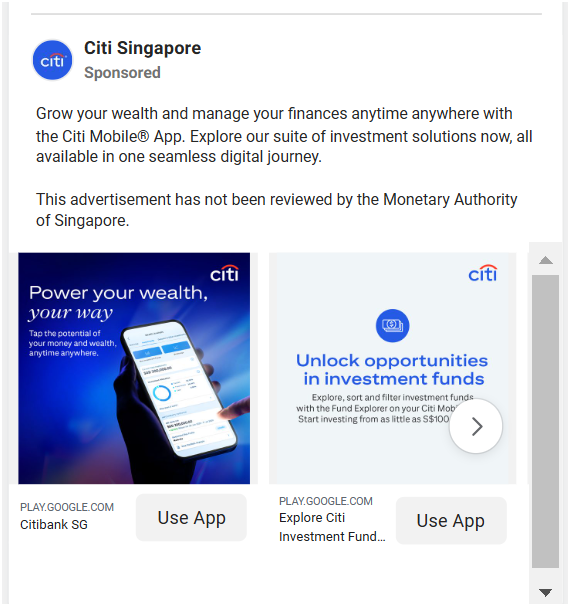 citi
Citi Singapore
Sponsored
Grow your wealth and manage your finances anytime anywhere with
the Citi Mobile® App. Explore our suite of investment solutions now, all
available in one seamless digital journey.
This advertisement has not been reviewed by the Monetary Authority
of Singapore.
citi
Power your wealth,
your way
Tap the potential of
your money and wealth,
anytime anywhere.
PLAY.GOOGLE.COM
Citibank SG
Use App
citi
Unlock opportunities
in investment funds
Explore, sort and filter investment funds
with the Fund Explorer on your Citi
Start investing from as little as S$100
PLAY.GOOGLE.COM
Explore Citi
Investment Fund...
Use App